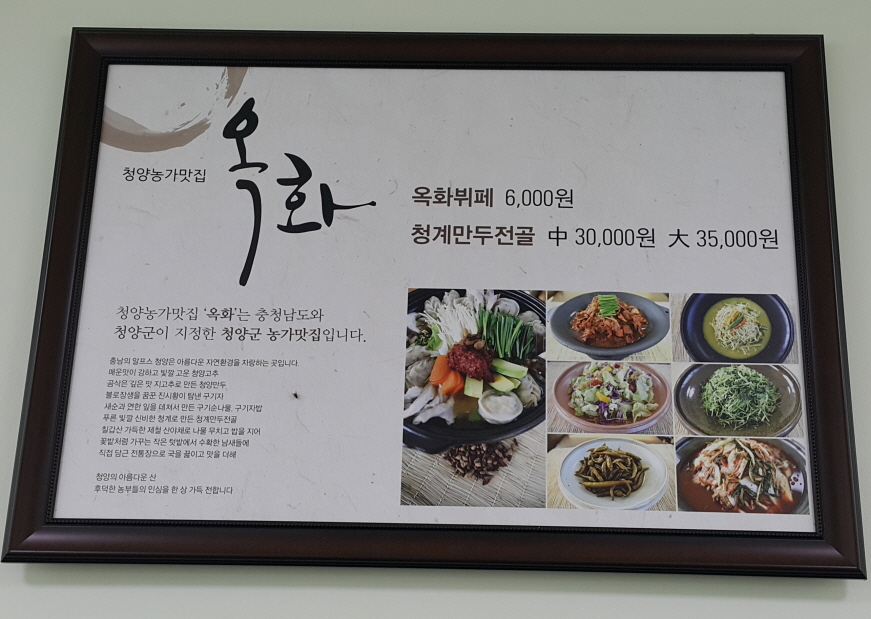 청양농가맛집 옥화
옥화뷔페 6,000원
청계만두전골 中 30,000원 大 35,000원
청양농가맛집 '옥화'는 충청남도와
청양군이 지정한 청양군 농가맛집입니다.
충남의 알프스 청양은 아름다운 자연환경을 자랑하는 곳입니다.
매운맛이 강하고 빛깔 고운 청양고추
곰삭은 깊은 맛 지고추로 만든 청양만두,
불로장생을 꿈꾼 진시황이 탐낸 구기자
새순과 연한 잎을 데쳐서 만든 구기순나물, 구기자밥
푸른 빛깔 신비한 청계로 만든 청계만두전골
칠갑산 가득한 제철 산야채로 나물 무치고 밥을 지어
꽃밭처럼 가꾸는 작은 텃밭에서 수확한 남새들에
직접 담근 전통장으로 국을 끓이고 맛을 더해
청양의 아름다운 산
후덕한 농부들의 인심을 한 상 가득 전합니다